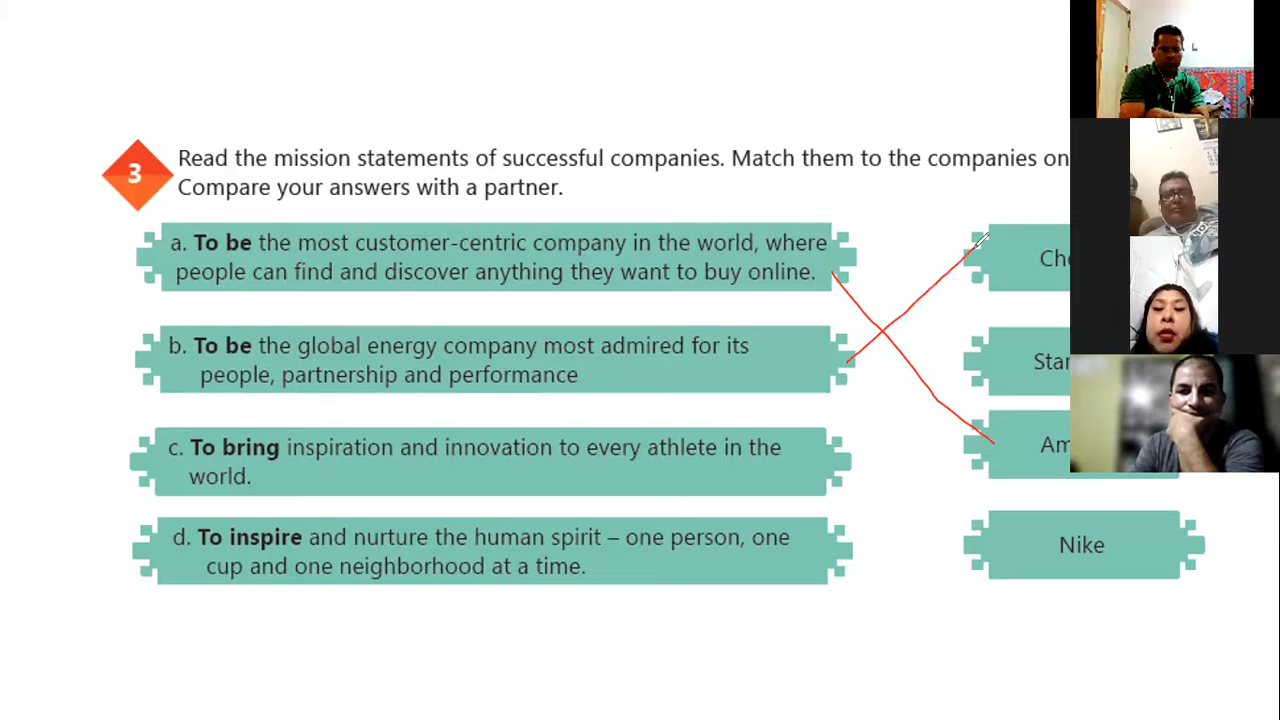 3
Read the mission statements of successful companies. Match them to the companies on
Compare your answers with a partner.
a. To be the most customer-centric company in the world, where
people can find and discover anything they want to buy online.
b. To be the global energy company most admired for its
people, partnership and performance
c. To bring inspiration and innovation to every athlete in the
world.
d. To inspire and nurture the human spirit – one person, one
cup and one neighborhood at a time.
Nike